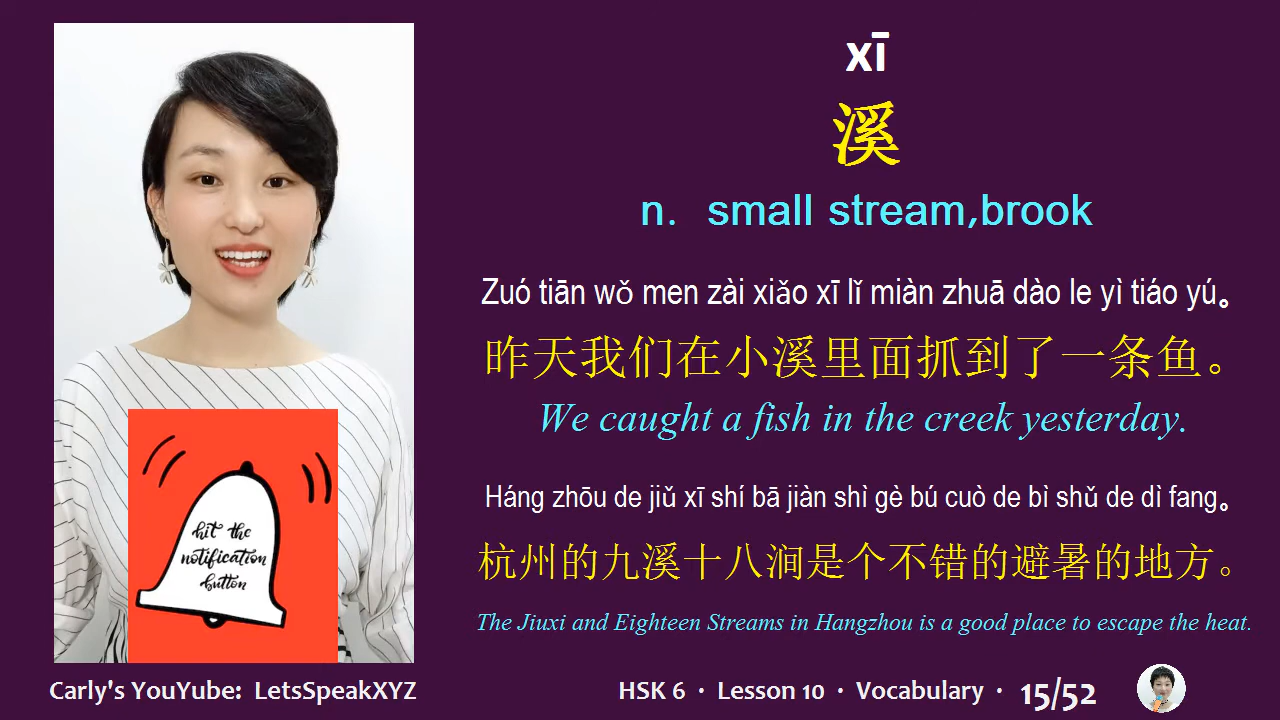 xī
溪
n. small stream,brook
Zuó tiān wǒ men zài xiǎo xī lǐ miàn zhuā dào le yì tiáo yú。
昨天我们在小溪里面抓到了一条鱼。
We caught a fish in the creek yesterday.
Háng zhōu de jiǔ xī shí bā jiàn shì gè bú cuò de bì shǔ de dì fang。
杭州的九溪十八涧是个不错的避暑的地方。
The Jiuxi and Eighteen Streams in Hangzhou is a good place to escape the heat.
hit the
notification
button
Carly's YouYube: LetsSpeakXYZ
HSK 6 · Lesson 10 · Vocabulary · 15/52